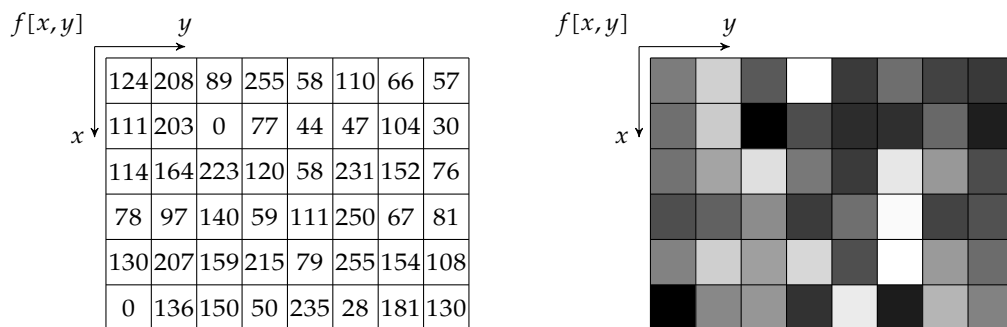 f[x, y] y f[x, y] y
124 208 89 255 58 110 66 57
x 111 203 0 77 44 47 104 30 x
114 164 223 120 58 231 152 76
78 97 140 59 111 250 67 81
130 207 159 215 79 255 154 108
0 136 150 50 235 28 181 130